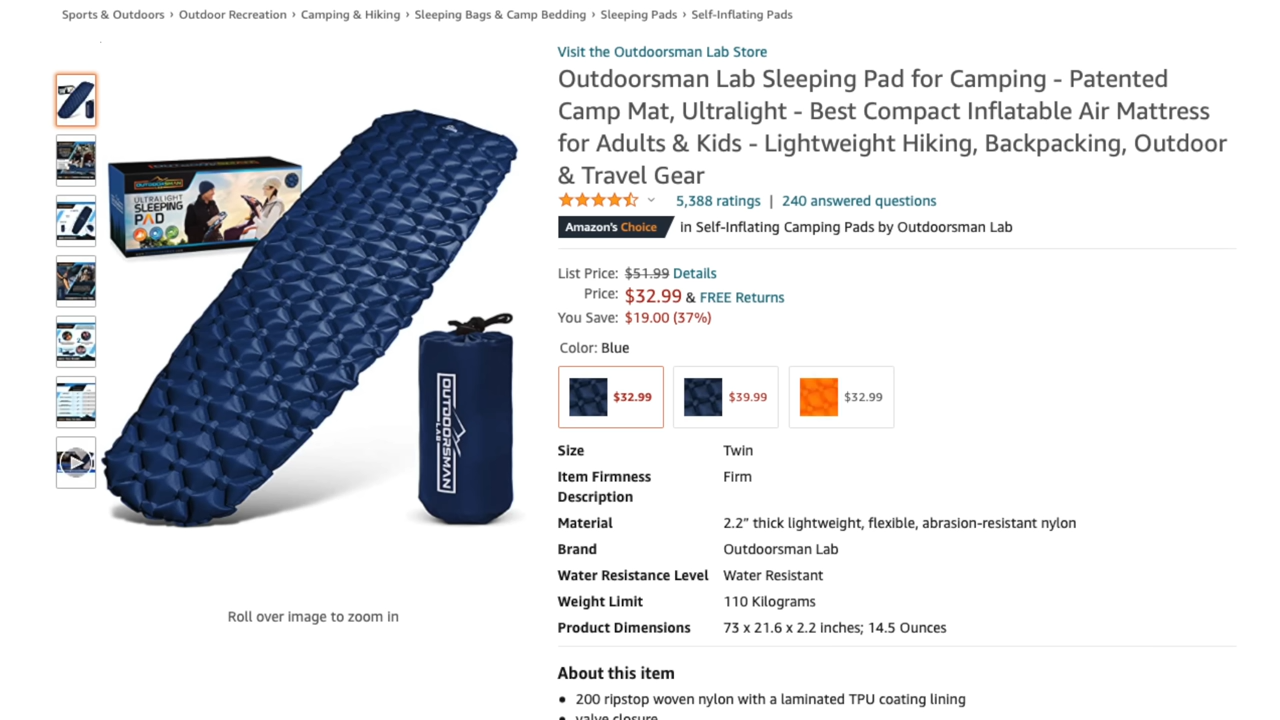 Sports & Outdoors › Outdoor Recreation › Camping & Hiking › Sleeping Bags & Camp Bedding › Sleeping Pads › Self-Inflating Pads
Visit the Outdoorsman Lab Store
Outdoorsman Lab Sleeping Pad for Camping - Patented
Camp Mat, Ultralight - Best Compact Inflatable Air Mattress
for Adults & Kids - Lightweight Hiking, Backpacking, Outdoor
& Travel Gear
5,388 ratings | 240 answered questions
Amazon's Choice in Self-Inflating Camping Pads by Outdoorsman Lab
List Price: $51.99 Details
Price: $32.99 & FREE Returns
You Save: $19.00 (37%)
Color: Blue
$32.99 $39.99 $32.99
Size Twin
Item Firmness Firm
Description
Material 2.2” thick lightweight, flexible, abrasion-resistant nylon
Brand Outdoorsman Lab
Water Resistance Level Water Resistant
Weight Limit 110 Kilograms
Product Dimensions 73 x 21.6 x 2.2 inches; 14.5 Ounces
About this item
• 200 ripstop woven nylon with a laminated TPU coating lining
• valve closure
OUTDOORSMAN
ULTRALIGHT
SLEEPING
PAD
OUTDOORSMAN
LAB
Roll over image to zoom in